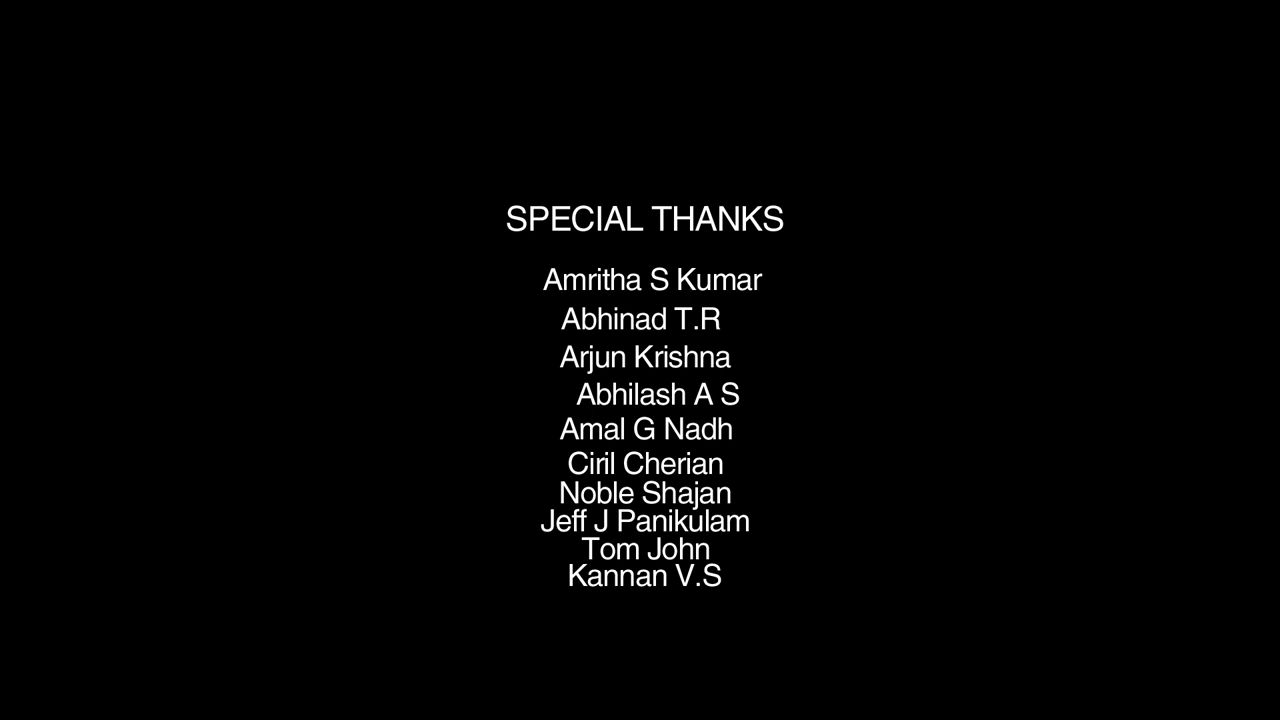 SPECIAL THANKS
Amritha S Kumar
Abhinad T.R
Arjun Krishna
Abhilash A S
Amal G Nadh
Ciril Cherian
Noble Shajan
Jeff J Panikulam
Tom John
Kannan V.S